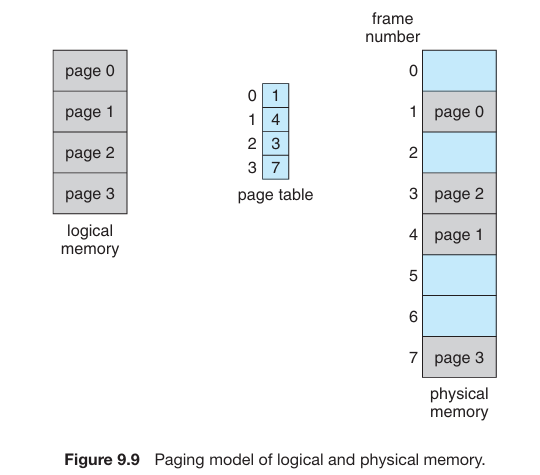 page 0
page 1
page 2
page 3
logical
memory
0 1
1 4
2 3
3 7
page table
frame
number
0
1 page 0
2
3 page 2
4 page 1
5
6
7 page 3
physical
memory
Figure 9.9 Paging model of logical and physical memory.